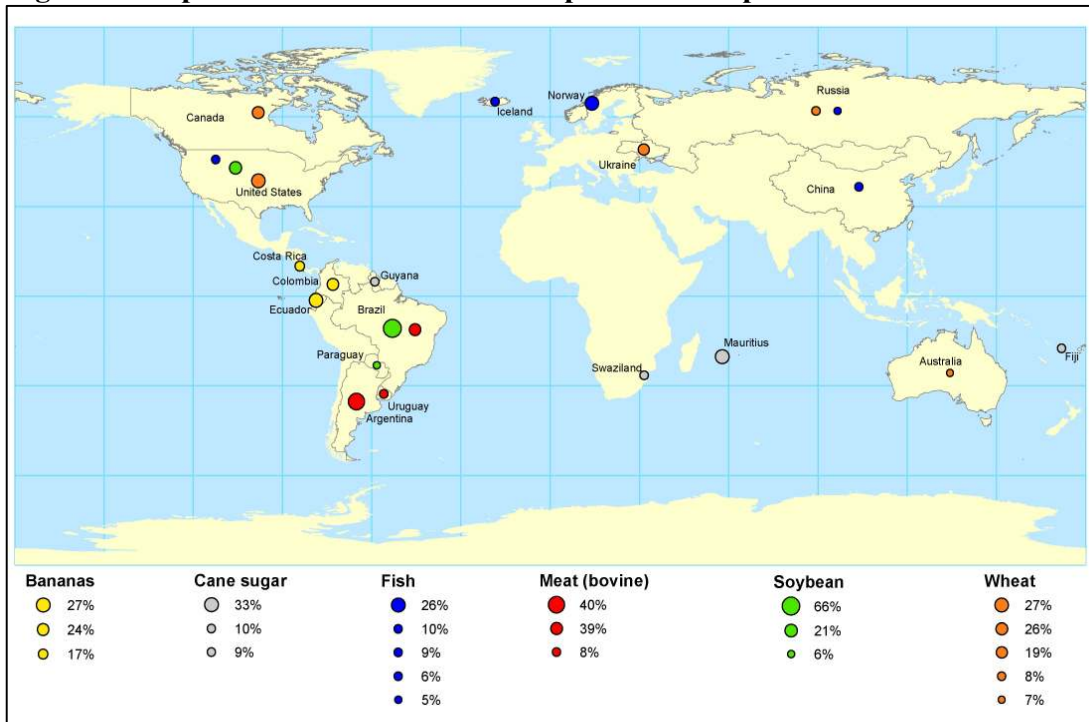 Norway
Iceland
Russia
Canada
Ukraine
United States
China
Costa Rica
Colombia
Guyana
Ecuador
Brazil
Mauritius
Paraguay
Swaziland
Australia
Fiji
Uruguay
Argentina
Bananas Cane sugar Fish Meat (bovine) Soybean Wheat
27% 33% 26% 40% 66% 27%
24% 10% 10% 39% 21% 26%
17% 9% 9% 8% 6% 19%
6% 8%
5% 7%